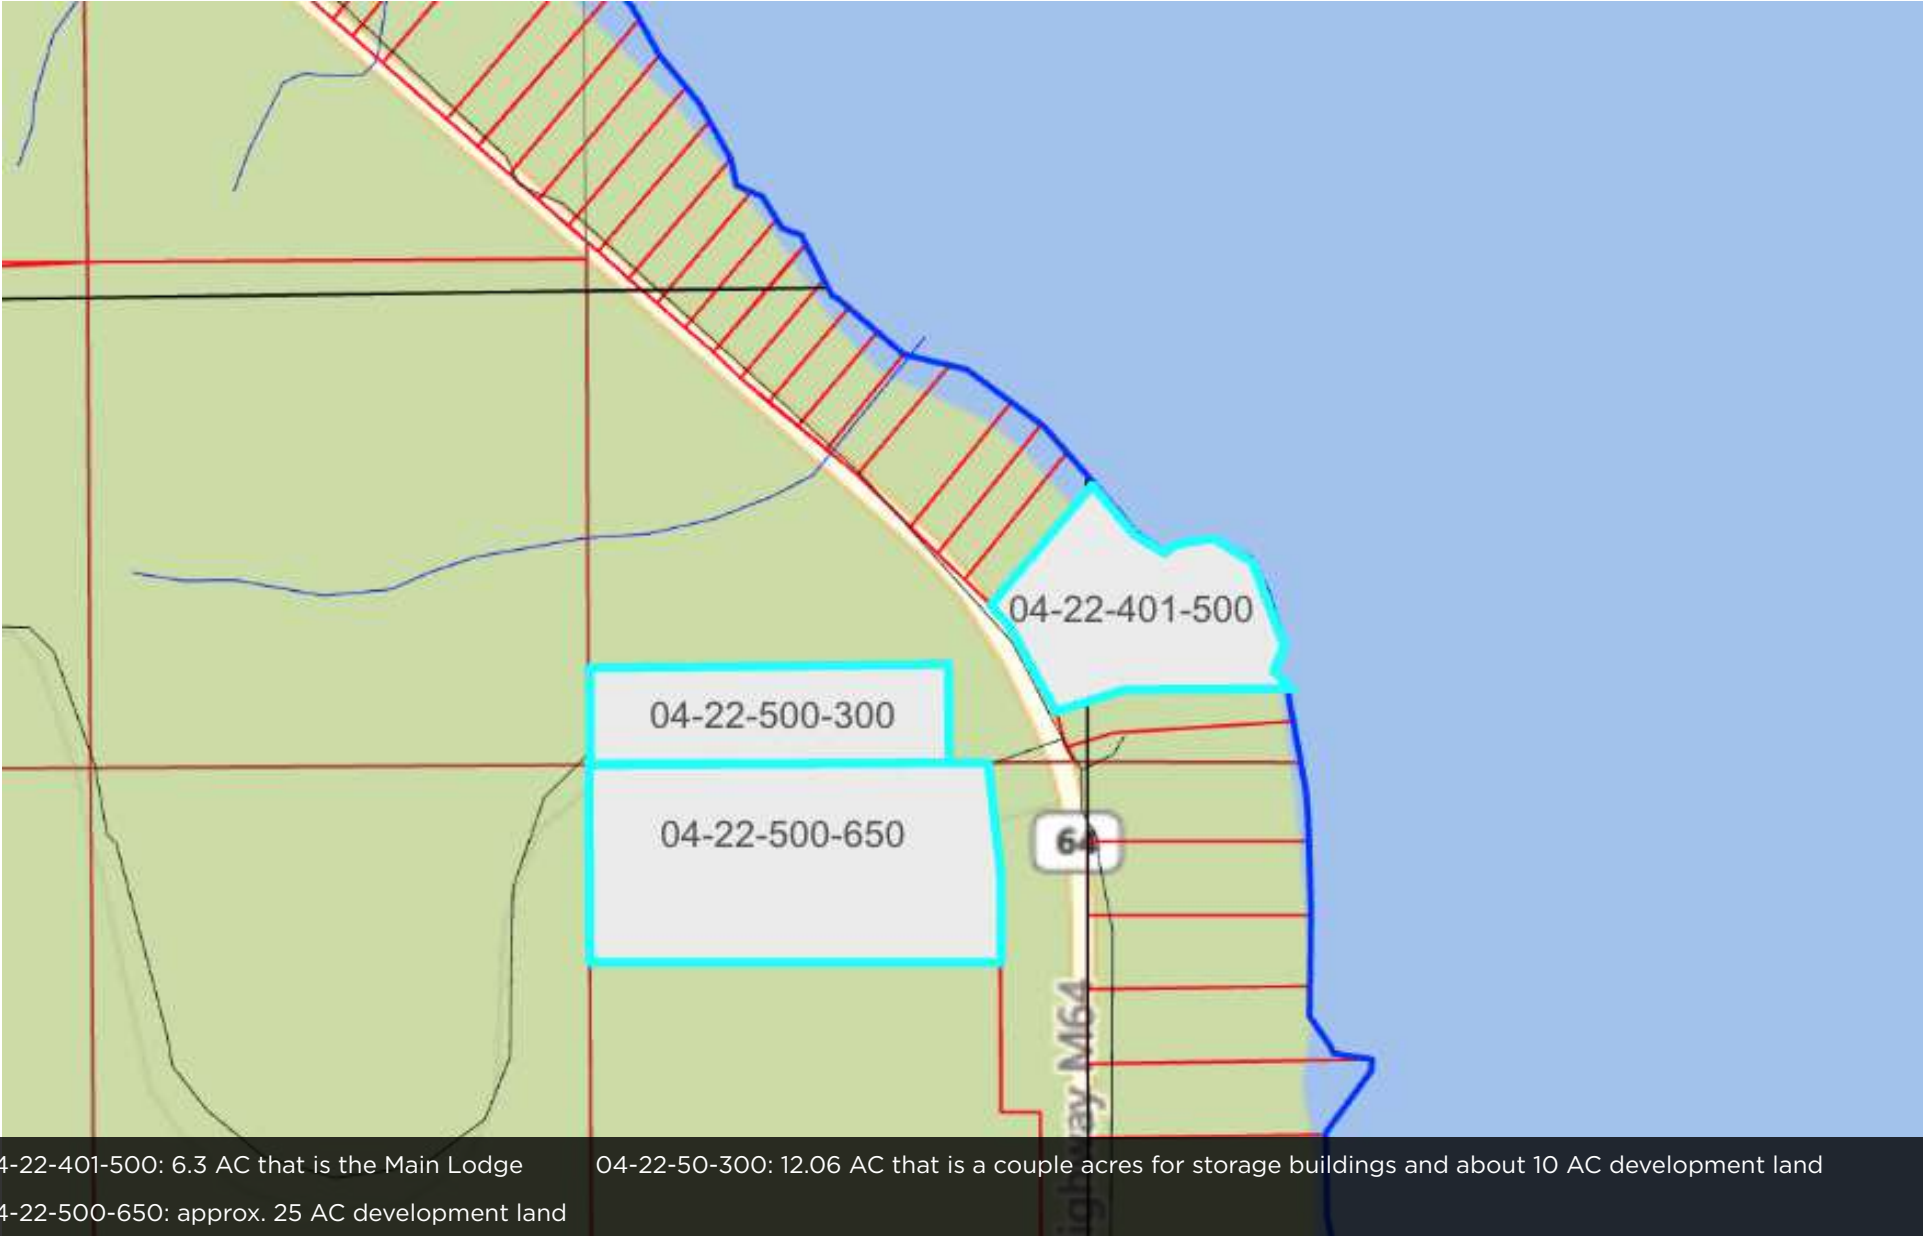 04-22-401-500
04-22-500-300
04-22-500-650
64
ighway M64
4-22-401-500: 6.3 AC that is the Main Lodge
04-22-50-300: 12.06 AC that is a couple acres for storage buildings and about 10 AC development land
4-22-500-650: approx. 25 AC development land